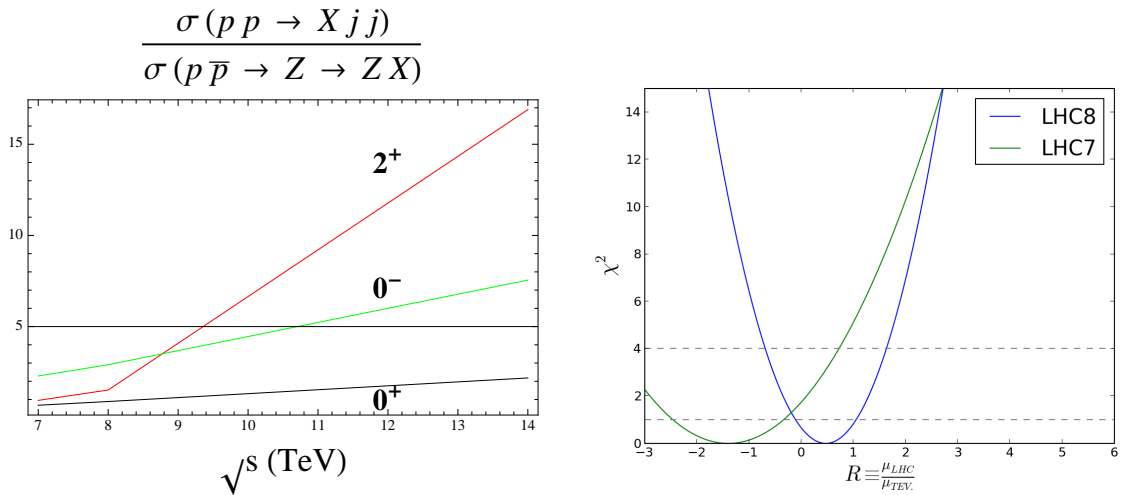 σ (p p → X j j)
σ (p p̅ → Z → Z X)
15
10
5
2⁺
0⁻
0⁺
7 8 9 10 11 12 13 14
√s (TeV)
14
12
10
8
6
4
2
0
χ²
LHC8
LHC7
−3 −2 −1 0 1 2 3 4 5 6
R ≡ μ_LHC / μ_TEV.